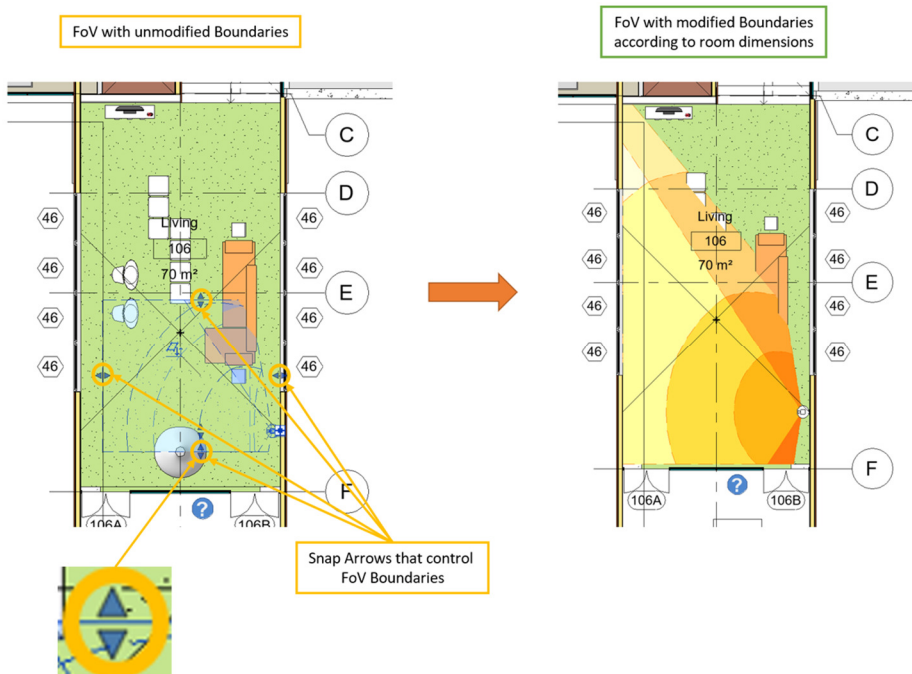 FoV with unmodified Boundaries
FoV with modified Boundaries
according to room dimensions
C
D
46
Living
46
106
46
70 m²
E
46
46
46
46
46
F
106A
?
106B
Snap Arrows that control
FoV Boundaries
C
D
46
46
Living
106
46
46
70 m²
E
46
46
46
46
F
106A
?
106B